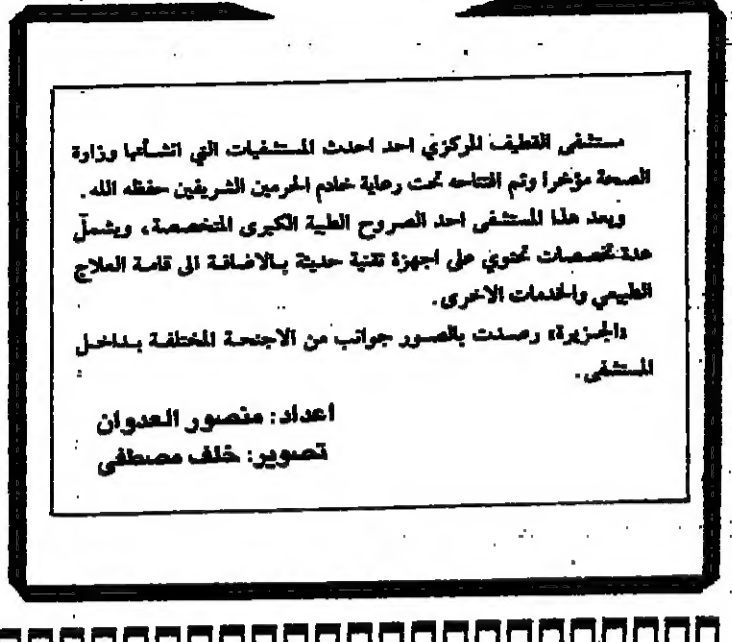 مستشفى القطيف المركزي احد احدث المستشفيات التي انشأتها وزارة
الصحة مؤخرا وتم افتتاحه تحت رعاية خادم الحرمين الشريفين حفظه الله.
ويعد هذا المستشفى احد الصروح الطبية الكبرى المتخصصة، ويشمل
عدة تخصصات تحتوي على اجهزة تقنية حديثة بالاضافة الى قامة العلاج
الطبيعي والخدمات الاخرى.
«الجزيرة» رصدت بالصور جوانب من الاجنحة المختلفة بداخل
المستشفى.
اعداد: منصور العدوان
تصوير: خلف مصطفى